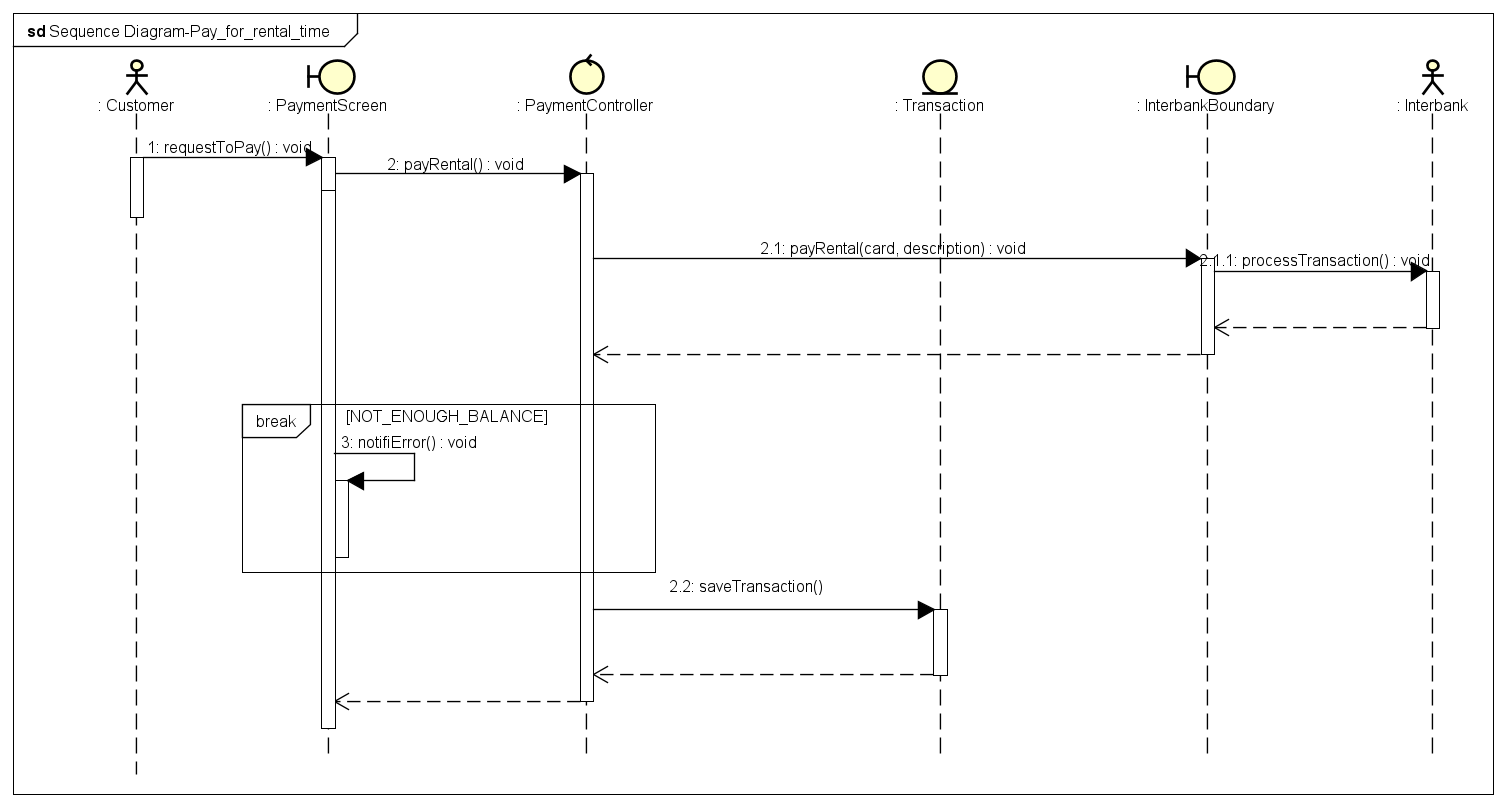 sd Sequence Diagram-Pay_for_rental_time
: Customer
: PaymentScreen
: PaymentController
: Transaction
: InterbankBoundary
: Interbank
1: requestToPay() : void
2: payRental() : void
2.1: payRental(card, description) : void
2.1.1: processTransaction() : void
break
[NOT_ENOUGH_BALANCE]
3: notifiError() : void
2.2: saveTransaction()